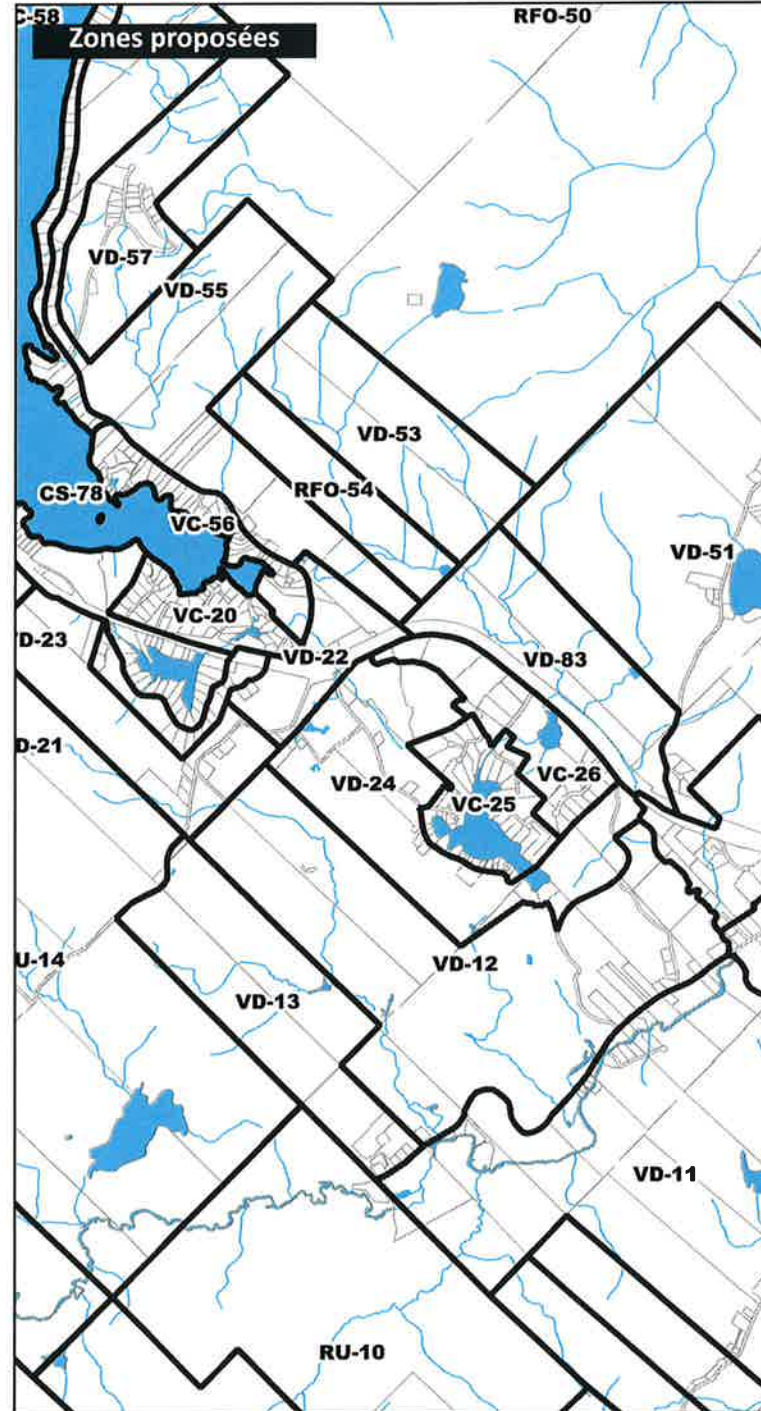 C-58
Zones proposées
RFO-50
VD-57
VD-55
VD-53
RFO-54
CS-78
VC-56
VD-51
VC-20
D-23
VD-22
VD-83
D-21
VD-24
VC-26
VC-25
U-14
VD-12
VD-13
VD-11
RU-10